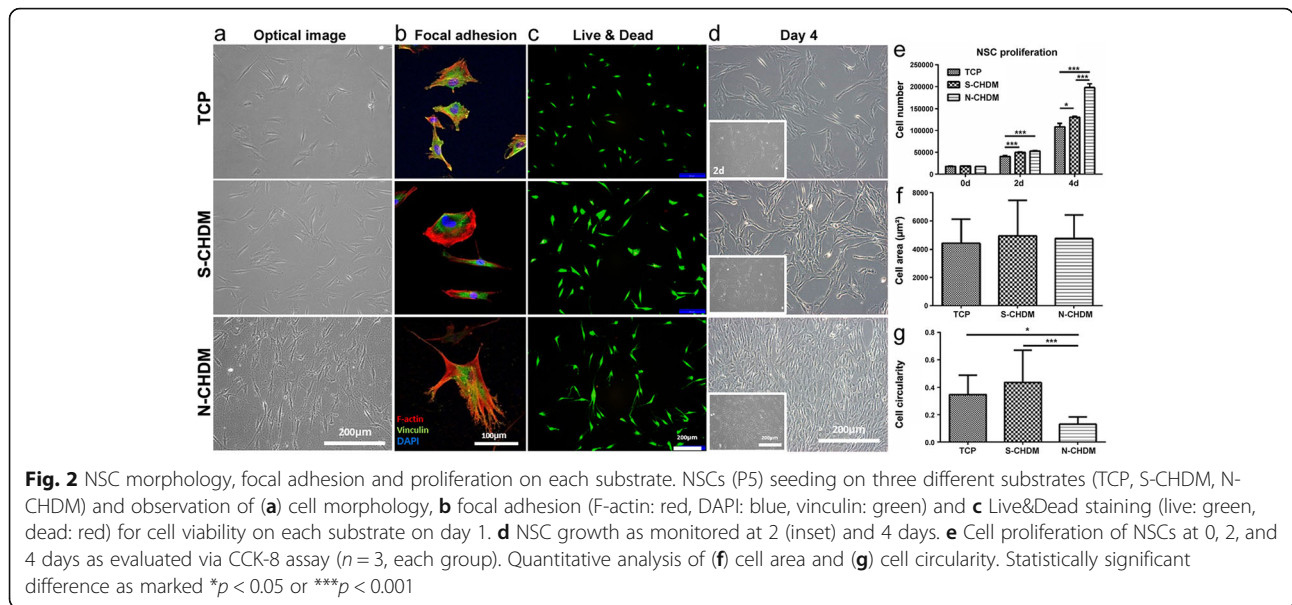 a Optical image
b Focal adhesion
c Live & Dead
d Day 4
TCP
S-CHDM
N-CHDM
200μm
F-actin
Vinculin
DAPI
100μm
200μm
2d
200μm
e
NSC proliferation
TCP
S-CHDM
N-CHDM
Cell number
250000
200000
150000
100000
50000
0
0d 2d 4d
*** *** * *** ***
f
Cell area (μm²)
8000
6000
4000
2000
0
TCP S-CHDM N-CHDM
g
Cell circularity
0.8
0.6
0.4
0.2
0.0
* ***
TCP S-CHDM N-CHDM
Fig. 2 NSC morphology, focal adhesion and proliferation on each substrate. NSCs (P5) seeding on three different substrates (TCP, S-CHDM, N-
CHDM) and observation of (a) cell morphology, b focal adhesion (F-actin: red, DAPI: blue, vinculin: green) and c Live&Dead staining (live: green,
dead: red) for cell viability on each substrate on day 1. d NSC growth as monitored at 2 (inset) and 4 days. e Cell proliferation of NSCs at 0, 2, and
4 days as evaluated via CCK-8 assay (n = 3, each group). Quantitative analysis of (f) cell area and (g) cell circularity. Statistically significant
difference as marked *p < 0.05 or ***p < 0.001